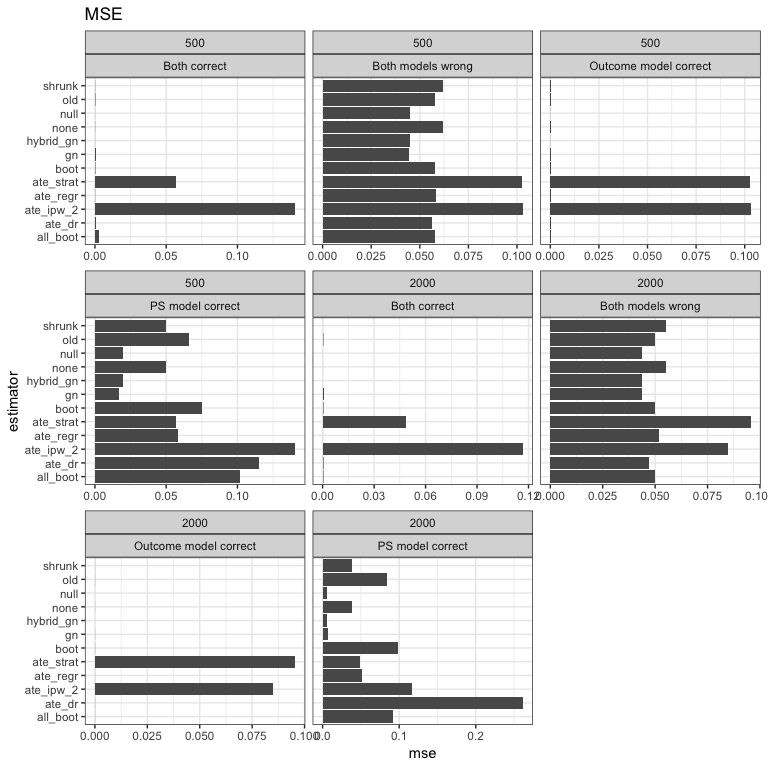 MSE
500 500 500
Both correct Both models wrong Outcome model correct
shrunk
old
null
none
hybrid_gn
gn
boot
ate_strat
ate_regr
ate_ipw_2
ate_dr
all_boot
0.00 0.05 0.10 0.000 0.025 0.050 0.075 0.100 0.000 0.025 0.050 0.075 0.100
500 2000 2000
PS model correct Both correct Both models wrong
estimator
shrunk
old
null
none
hybrid_gn
gn
boot
ate_strat
ate_regr
ate_ipw_2
ate_dr
all_boot
0.00 0.05 0.10 0.00 0.03 0.06 0.09 0.12 0.000 0.025 0.050 0.075 0.10
2000 2000
Outcome model correct PS model correct
shrunk
old
null
none
hybrid_gn
gn
boot
ate_strat
ate_regr
ate_ipw_2
ate_dr
all_boot
0.000 0.025 0.050 0.075 0.100 0.0 0.1 0.2
mse